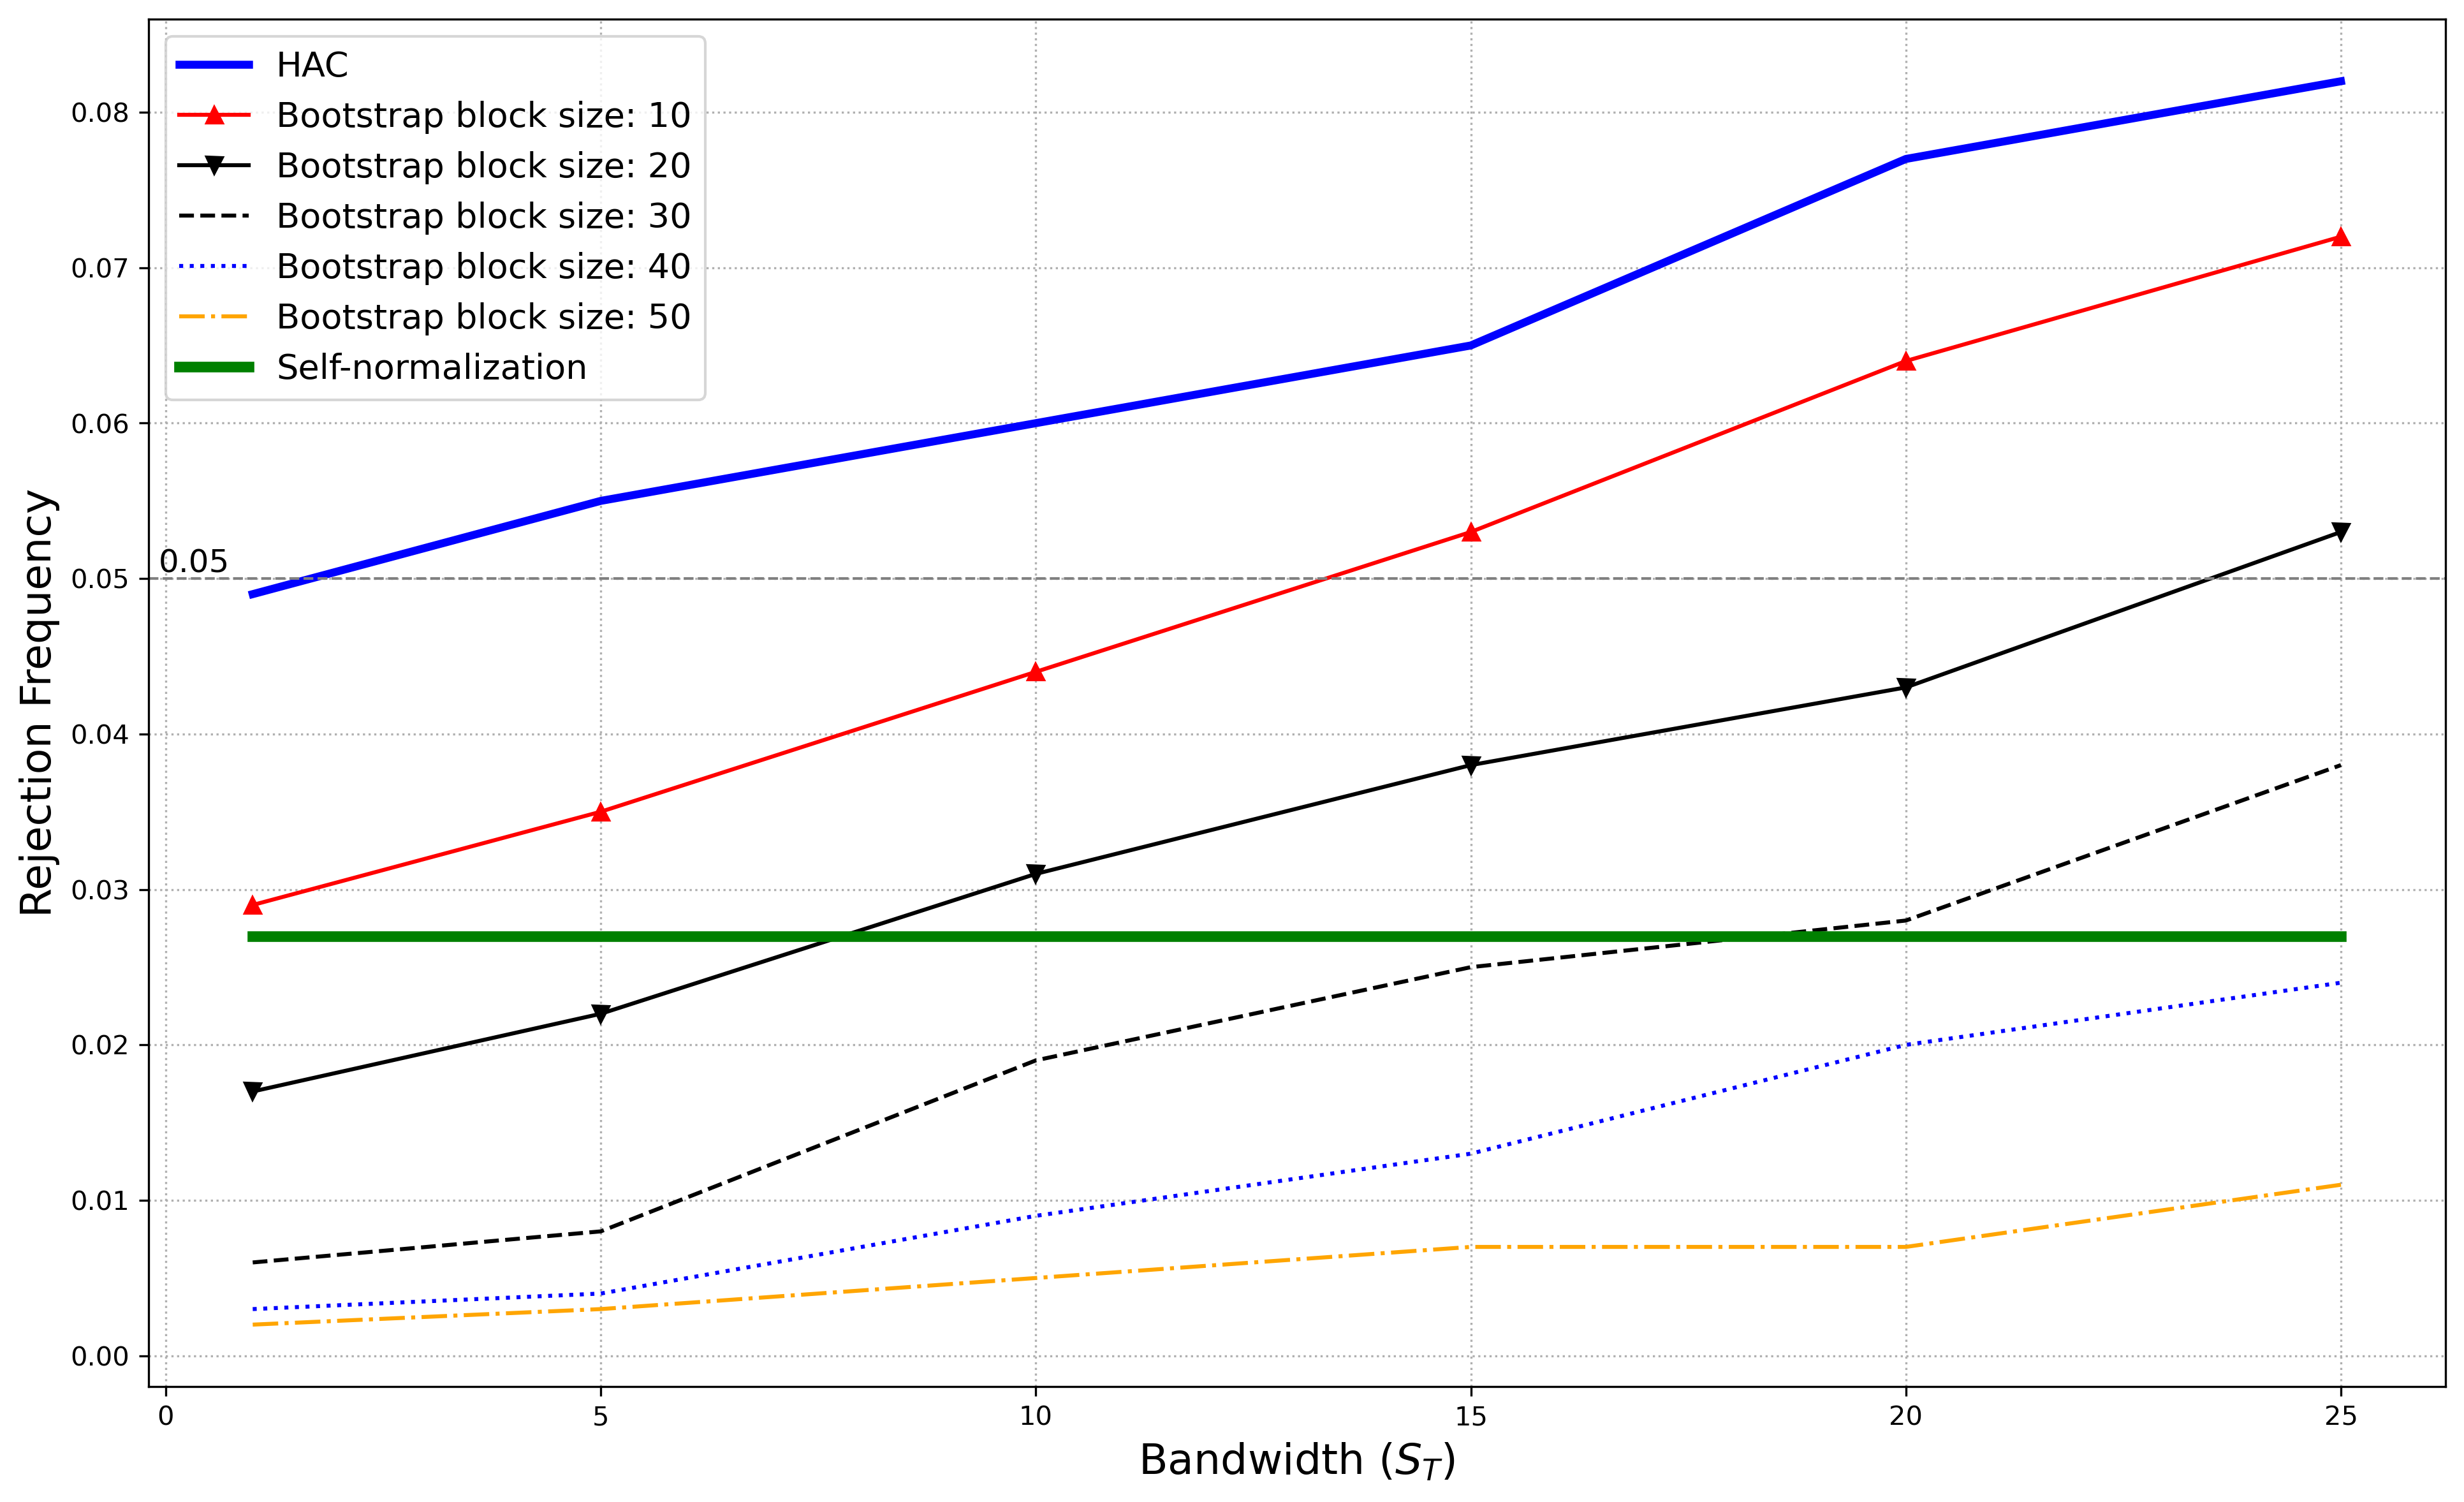 HAC
Bootstrap block size: 10
Bootstrap block size: 20
Bootstrap block size: 30
Bootstrap block size: 40
Bootstrap block size: 50
Self-normalization
0.08
0.07
0.06
0.05
0.05
0.04
0.03
0.02
0.01
0.00
Rejection Frequency
0 5 10 15 20 25
Bandwidth (S_T)